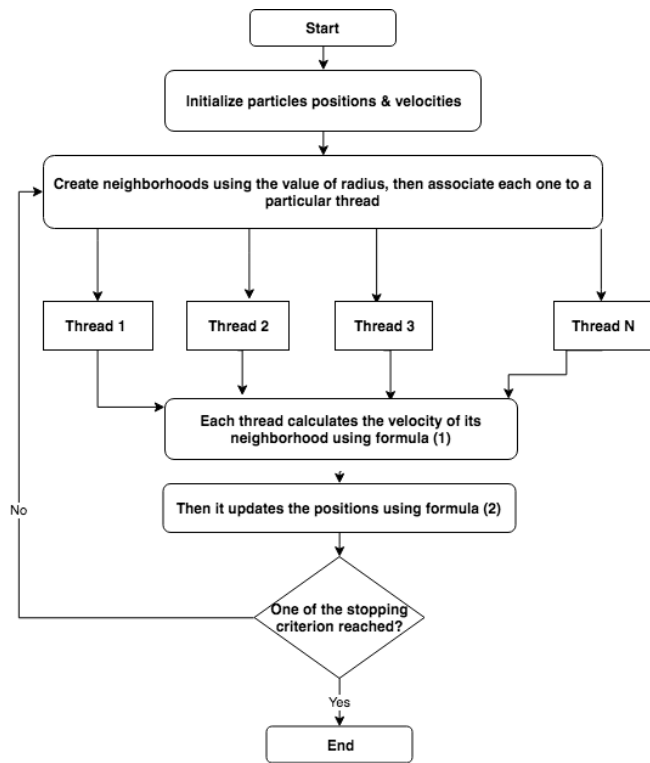 Start
Initialize particles positions & velocities
Create neighborhoods using the value of radius, then associate each one to a
particular thread
Thread 1
Thread 2
Thread 3
Thread N
Each thread calculates the velocity of its
neighborhood using formula (1)
Then it updates the positions using formula (2)
No
One of the stopping
criterion reached?
Yes
End